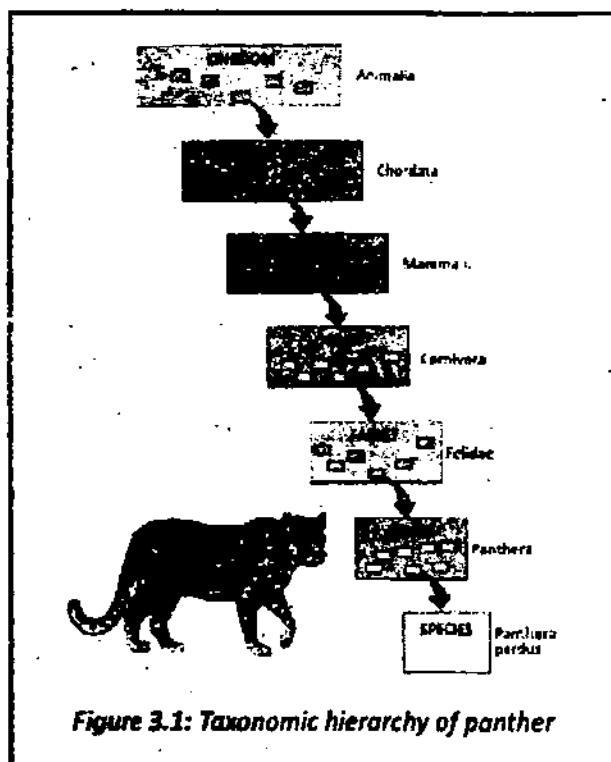 KINGDOM
Animalia
Chordata
Mammalia
Carnivora
FAMILY
Felidae
Panthera
SPECIES
Panthera
pardus
Figure 3.1: Taxonomic hierarchy of panther